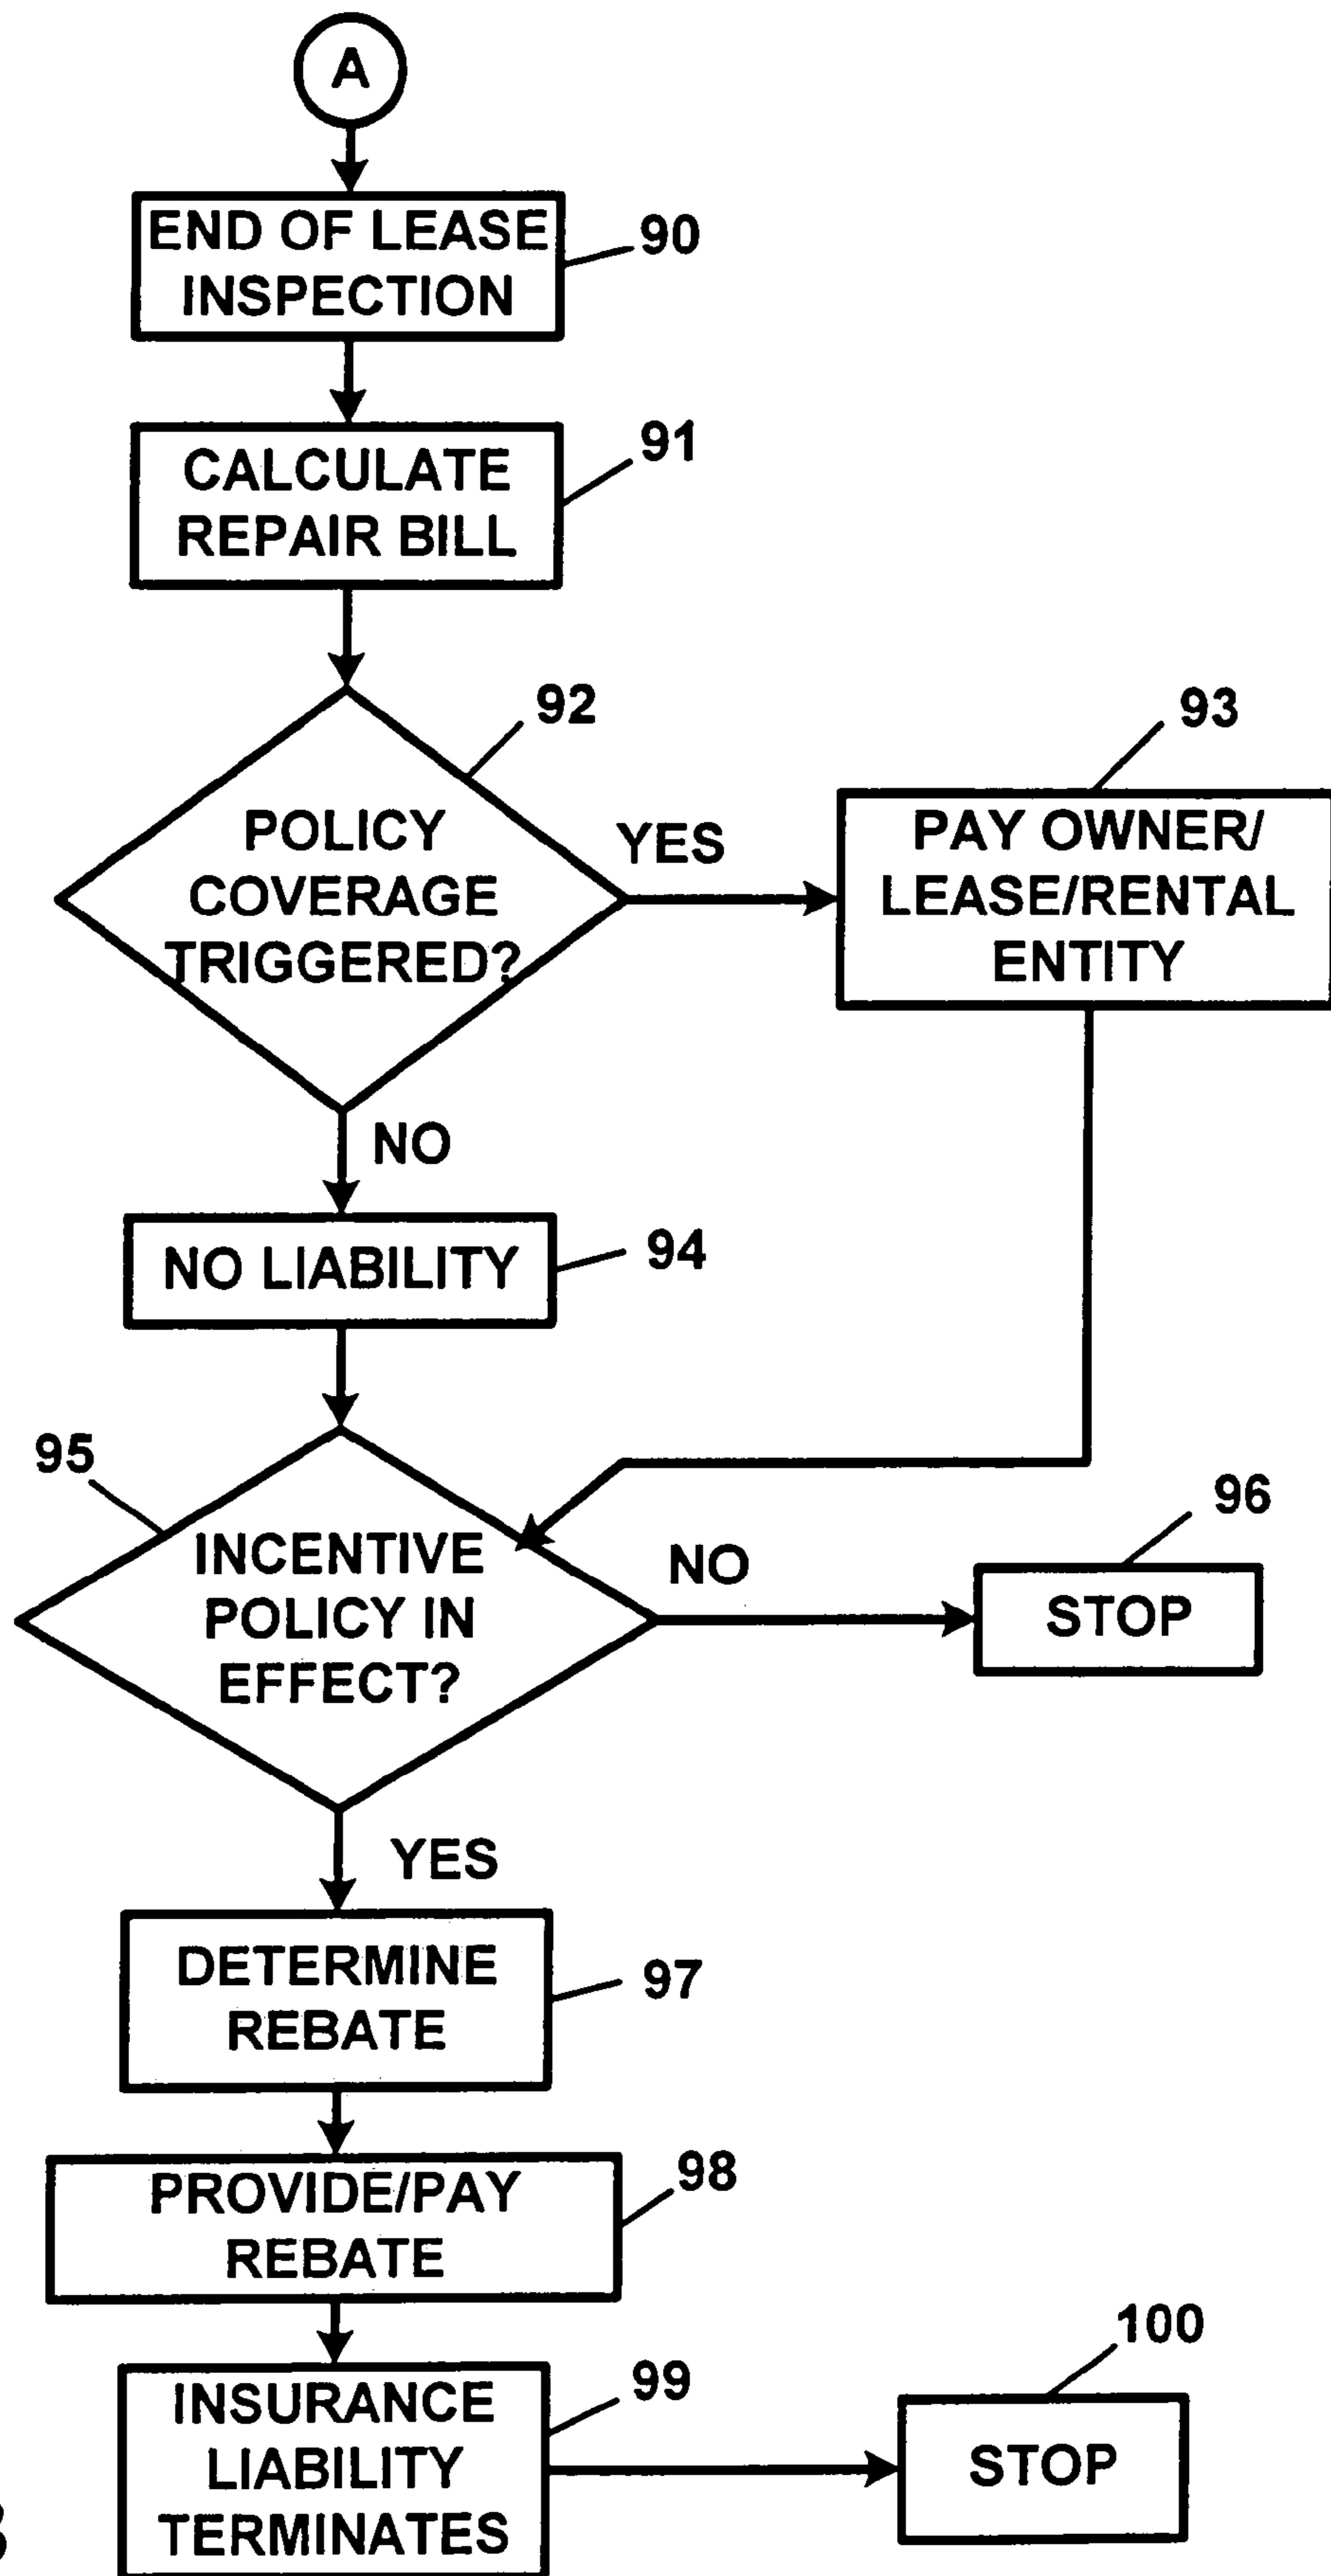 A
END OF LEASE
INSPECTION
90
CALCULATE
REPAIR BILL
91
92
POLICY
COVERAGE
TRIGGERED?
YES
93
PAY OWNER/
LEASE/RENTAL
ENTITY
NO
NO LIABILITY
94
95
INCENTIVE
POLICY IN
EFFECT?
NO
96
STOP
YES
DETERMINE
REBATE
97
PROVIDE/PAY
REBATE
98
INSURANCE
LIABILITY
TERMINATES
99
100
STOP